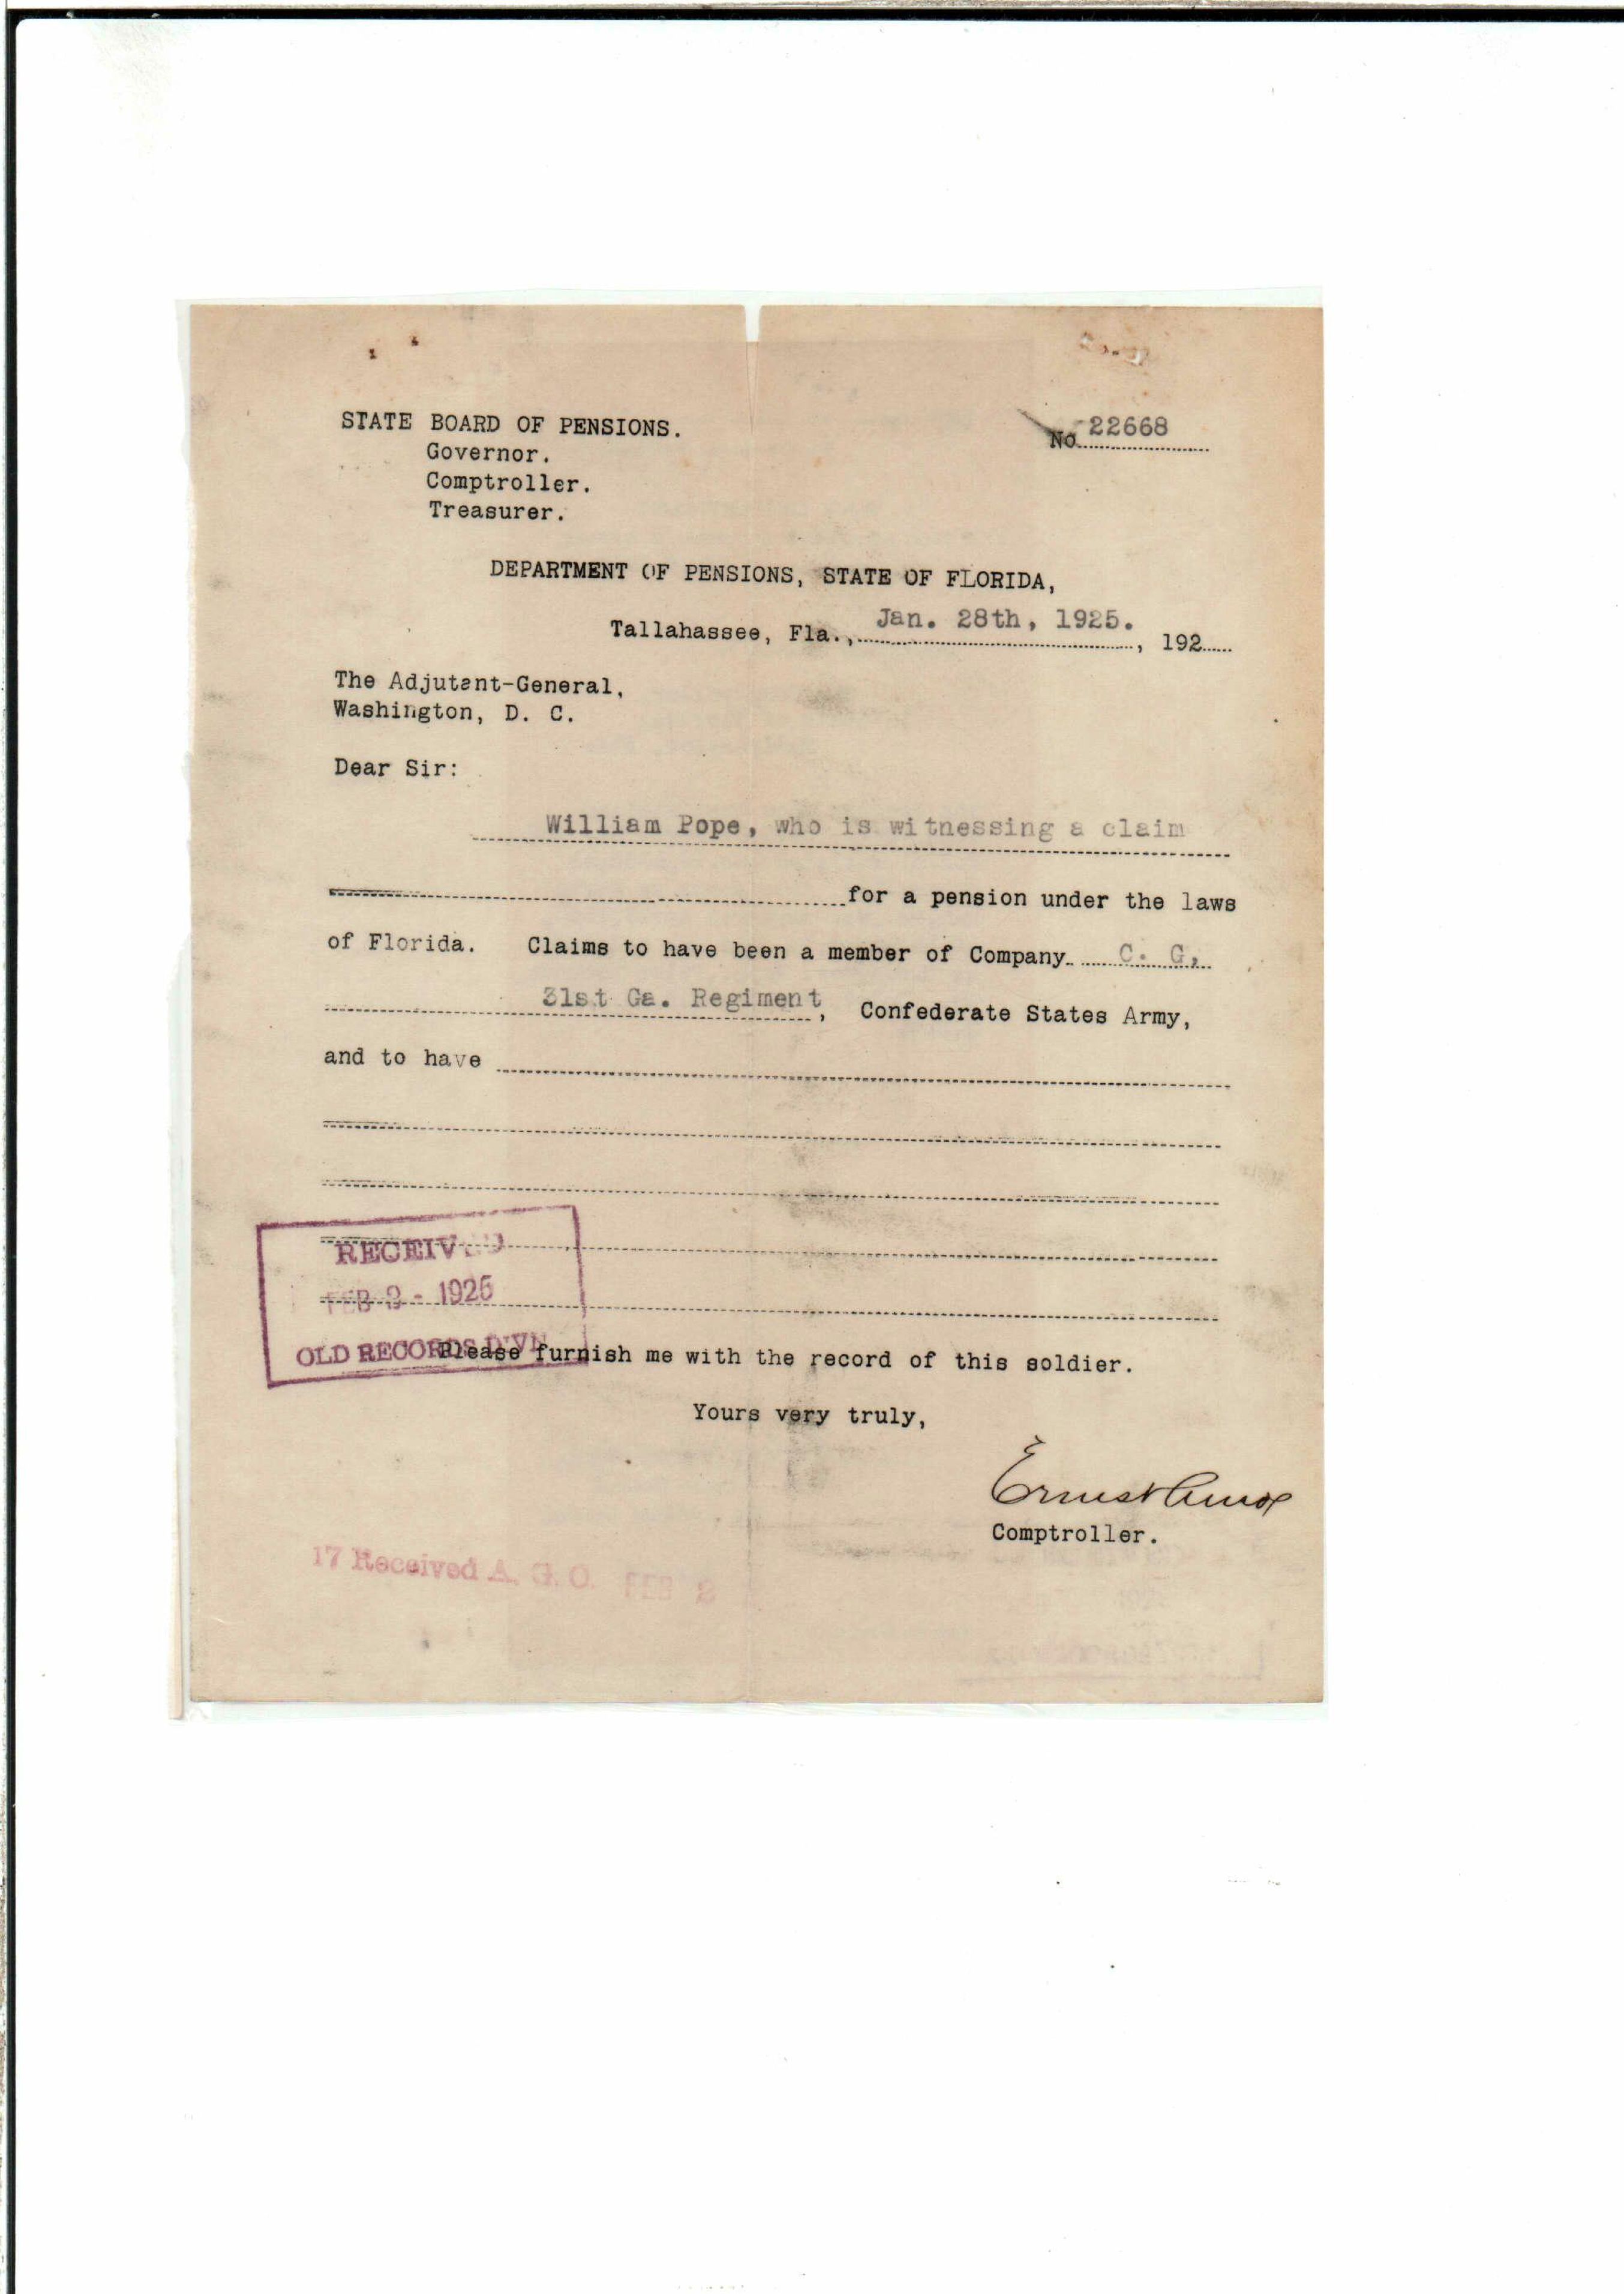 STATE BOARD OF PENSIONS.
No. 22668
Governor.
Comptroller.
Treasurer.
DEPARTMENT OF PENSIONS, STATE OF FLORIDA,
Tallahassee, Fla., Jan. 28th, 1925. , 192
The Adjutant-General,
Washington, D. C.
Dear Sir:
William Pope, who is witnessing a claim
for a pension under the laws
of Florida. Claims to have been a member of Company C. G,
31st Ga. Regiment, Confederate States Army,
and to have
RECEIVED
FEB 2 - 1925
OLD RECORDS DIVN
Please furnish me with the record of this soldier.
Yours very truly,
Ernest Amos
Comptroller.
17 Received A. G. O. FEB 2